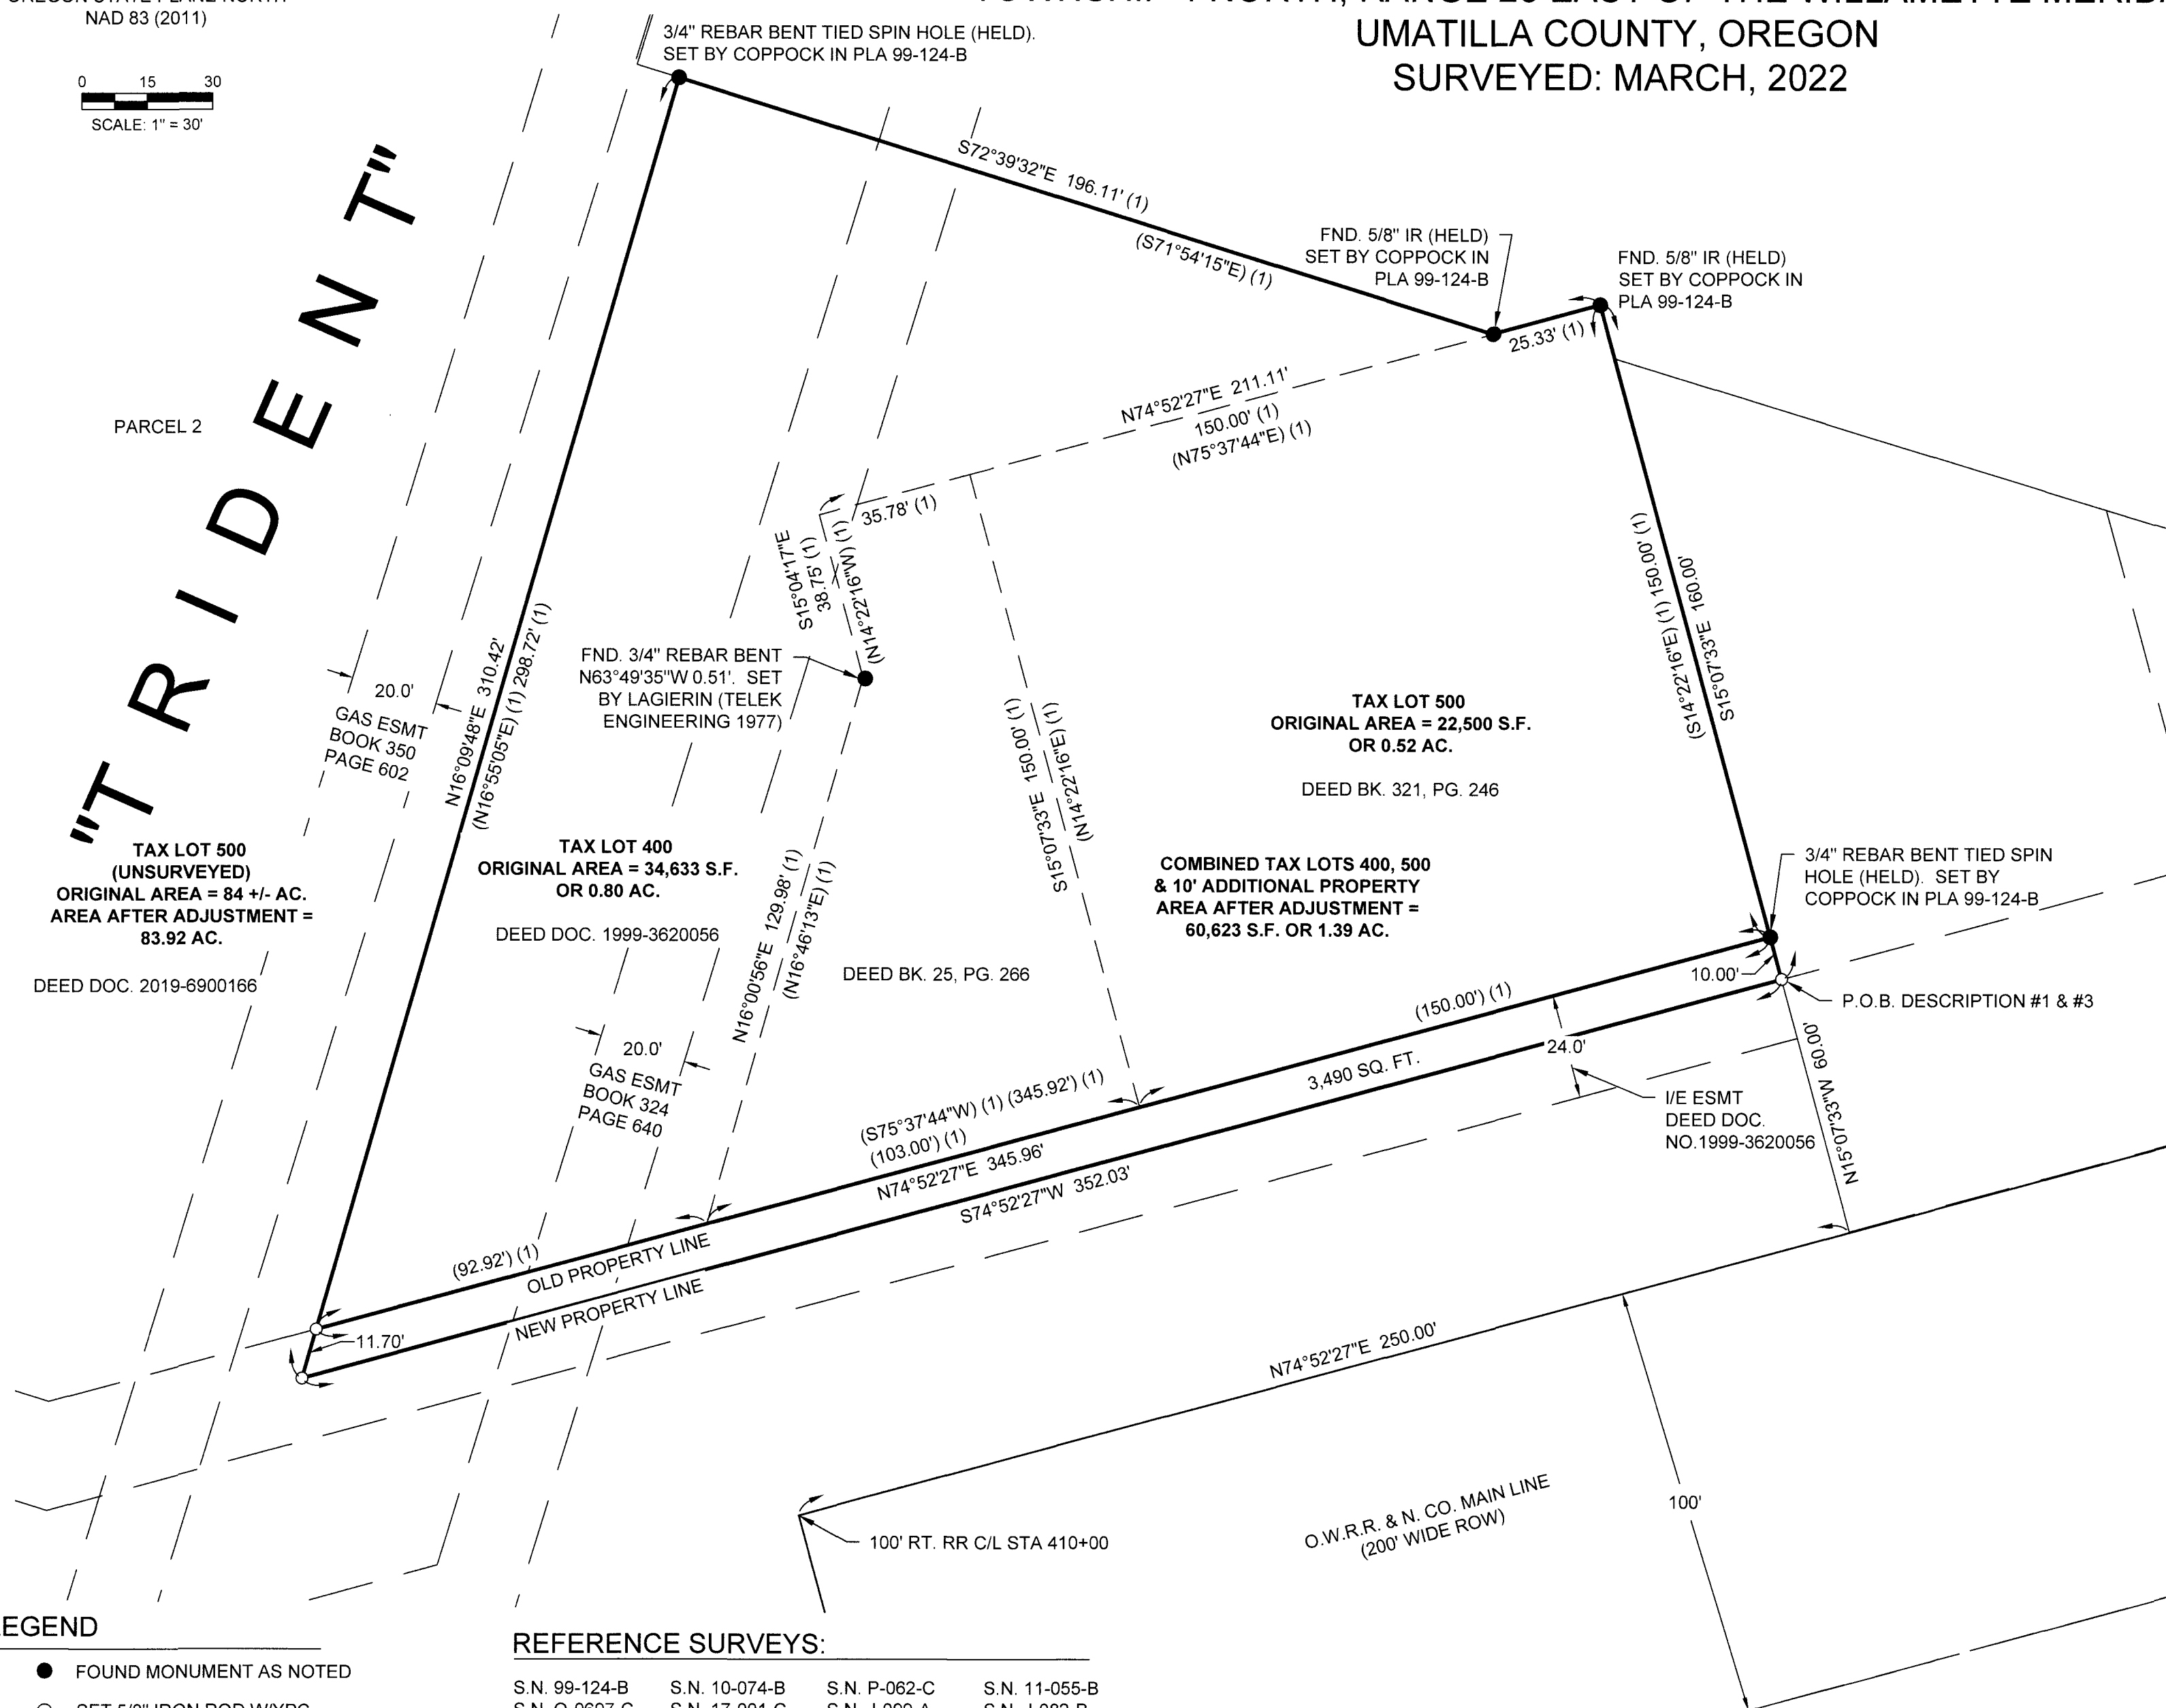 NAD 83 (2011)
0 15 30
SCALE: 1" = 30'
UMATILLA COUNTY, OREGON
SURVEYED: MARCH, 2022
3/4" REBAR BENT TIED SPIN HOLE (HELD).
SET BY COPPOCK IN PLA 99-124-B
S72°39'32"E 196.11' (1)
(S71°54'15"E) (1)
FND. 5/8" IR (HELD)
SET BY COPPOCK IN
PLA 99-124-B
FND. 5/8" IR (HELD)
SET BY COPPOCK IN
PLA 99-124-B
25.33' (1)
"TRIDENT"
PARCEL 2
N74°52'27"E 211.11'
150.00' (1)
(N75°37'44"E) (1)
35.78' (1)
S15°04'17"E
38.75' (1)
(N14°22'16"W) (1)
FND. 3/4" REBAR BENT
N63°49'35"W 0.51'. SET
BY LAGIERIN (TELEK
ENGINEERING 1977)
(S14°22'16"E) (1) 150.00' (1)
S15°07'33"E 160.00'
N16°09'48"E 310.42'
(N16°55'05"E) (1) 298.72' (1)
20.0'
GAS ESMT
BOOK 350
PAGE 602
S15°07'33"E 150.00' (1)
(N14°22'16"E) (1)
TAX LOT 500
ORIGINAL AREA = 22,500 S.F.
OR 0.52 AC.
DEED BK. 321, PG. 246
TAX LOT 500
(UNSURVEYED)
ORIGINAL AREA = 84 +/- AC.
AREA AFTER ADJUSTMENT =
83.92 AC.
DEED DOC. 2019-6900166
TAX LOT 400
ORIGINAL AREA = 34,633 S.F.
OR 0.80 AC.
DEED DOC. 1999-3620056
N16°00'56"E 129.98' (1)
(N16°46'13"E) (1)
DEED BK. 25, PG. 266
COMBINED TAX LOTS 400, 500
& 10' ADDITIONAL PROPERTY
AREA AFTER ADJUSTMENT =
60,623 S.F. OR 1.39 AC.
3/4" REBAR BENT TIED SPIN
HOLE (HELD). SET BY
COPPOCK IN PLA 99-124-B
10.00'
P.O.B. DESCRIPTION #1 & #3
20.0'
GAS ESMT
BOOK 324
PAGE 640
(150.00') (1)
3,490 SQ. FT.
24.0'
I/E ESMT
DEED DOC.
NO.1999-3620056
N15°07'33"W 60.00'
(S75°37'44"W) (1) (345.92') (1)
(103.00') (1)
N74°52'27"E 345.96'
S74°52'27"W 352.03'
(92.92') (1)
OLD PROPERTY LINE
NEW PROPERTY LINE
11.70'
N74°52'27"E 250.00'
100' RT. RR C/L STA 410+00
O.W.R.R. & N. CO. MAIN LINE
(200' WIDE ROW)
100'
LEGEND
FOUND MONUMENT AS NOTED
REFERENCE SURVEYS:
S.N. 99-124-B S.N. 10-074-B S.N. P-062-C S.N. 11-055-B